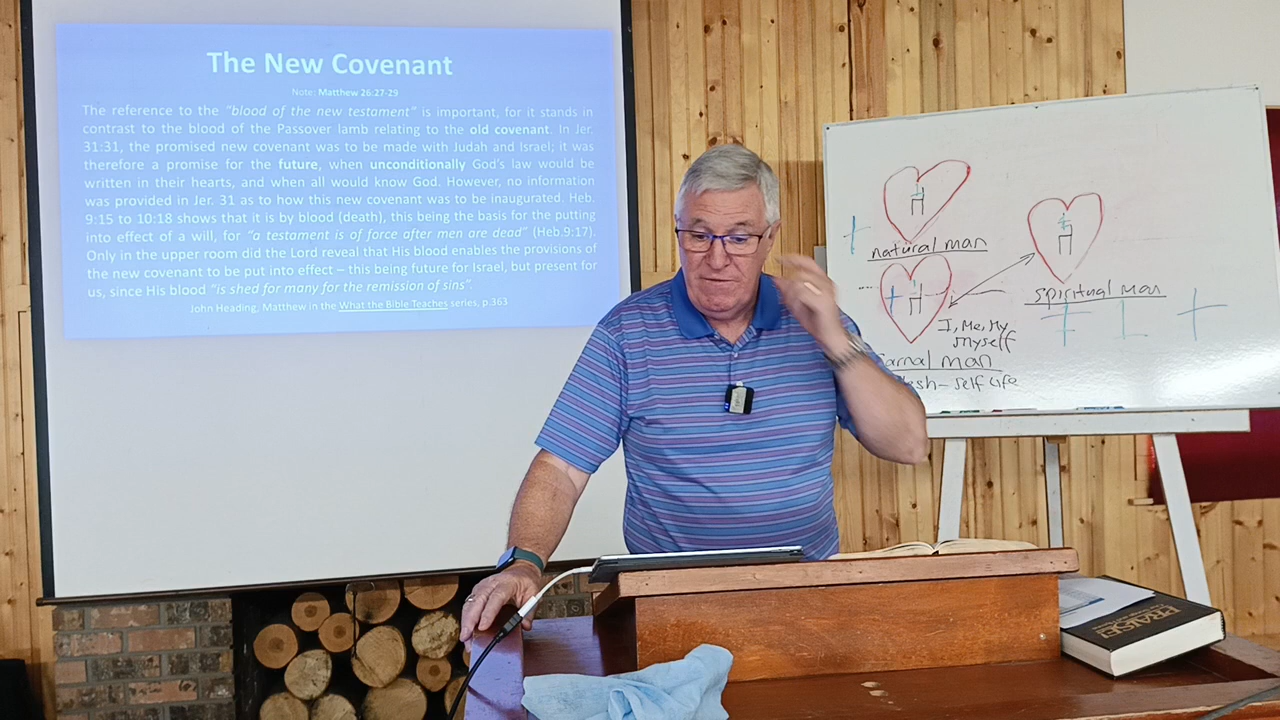 The New Covenant
Note: Matthew 26:27-29
The reference to the "blood of the new testament" is important, for it stands in
contrast to the blood of the Passover lamb relating to the old covenant. In Jer.
31:31, the promised new covenant was to be made with Judah and Israel; it was
therefore a promise for the future, when unconditionally God's law would be
written in their hearts, and when all would know God. However, no information
was provided in Jer. 31 as to how this new covenant was to be inaugurated. Heb.
9:15 to 10:18 shows that it is by blood (death), this being the basis for the putting
into effect of a will, for "a testament is of force after men are dead" (Heb.9:17).
Only in the upper room did the Lord reveal that His blood enables the provisions of
the new covenant to be put into effect – this being future for Israel, but present for
us, since His blood "is shed for many for the remission of sins".
John Heading, Matthew in the What the Bible Teaches series, p.363
natural man
spiritual man
I, Me, My
myself
arnal man
esh - self life
PRAISE!